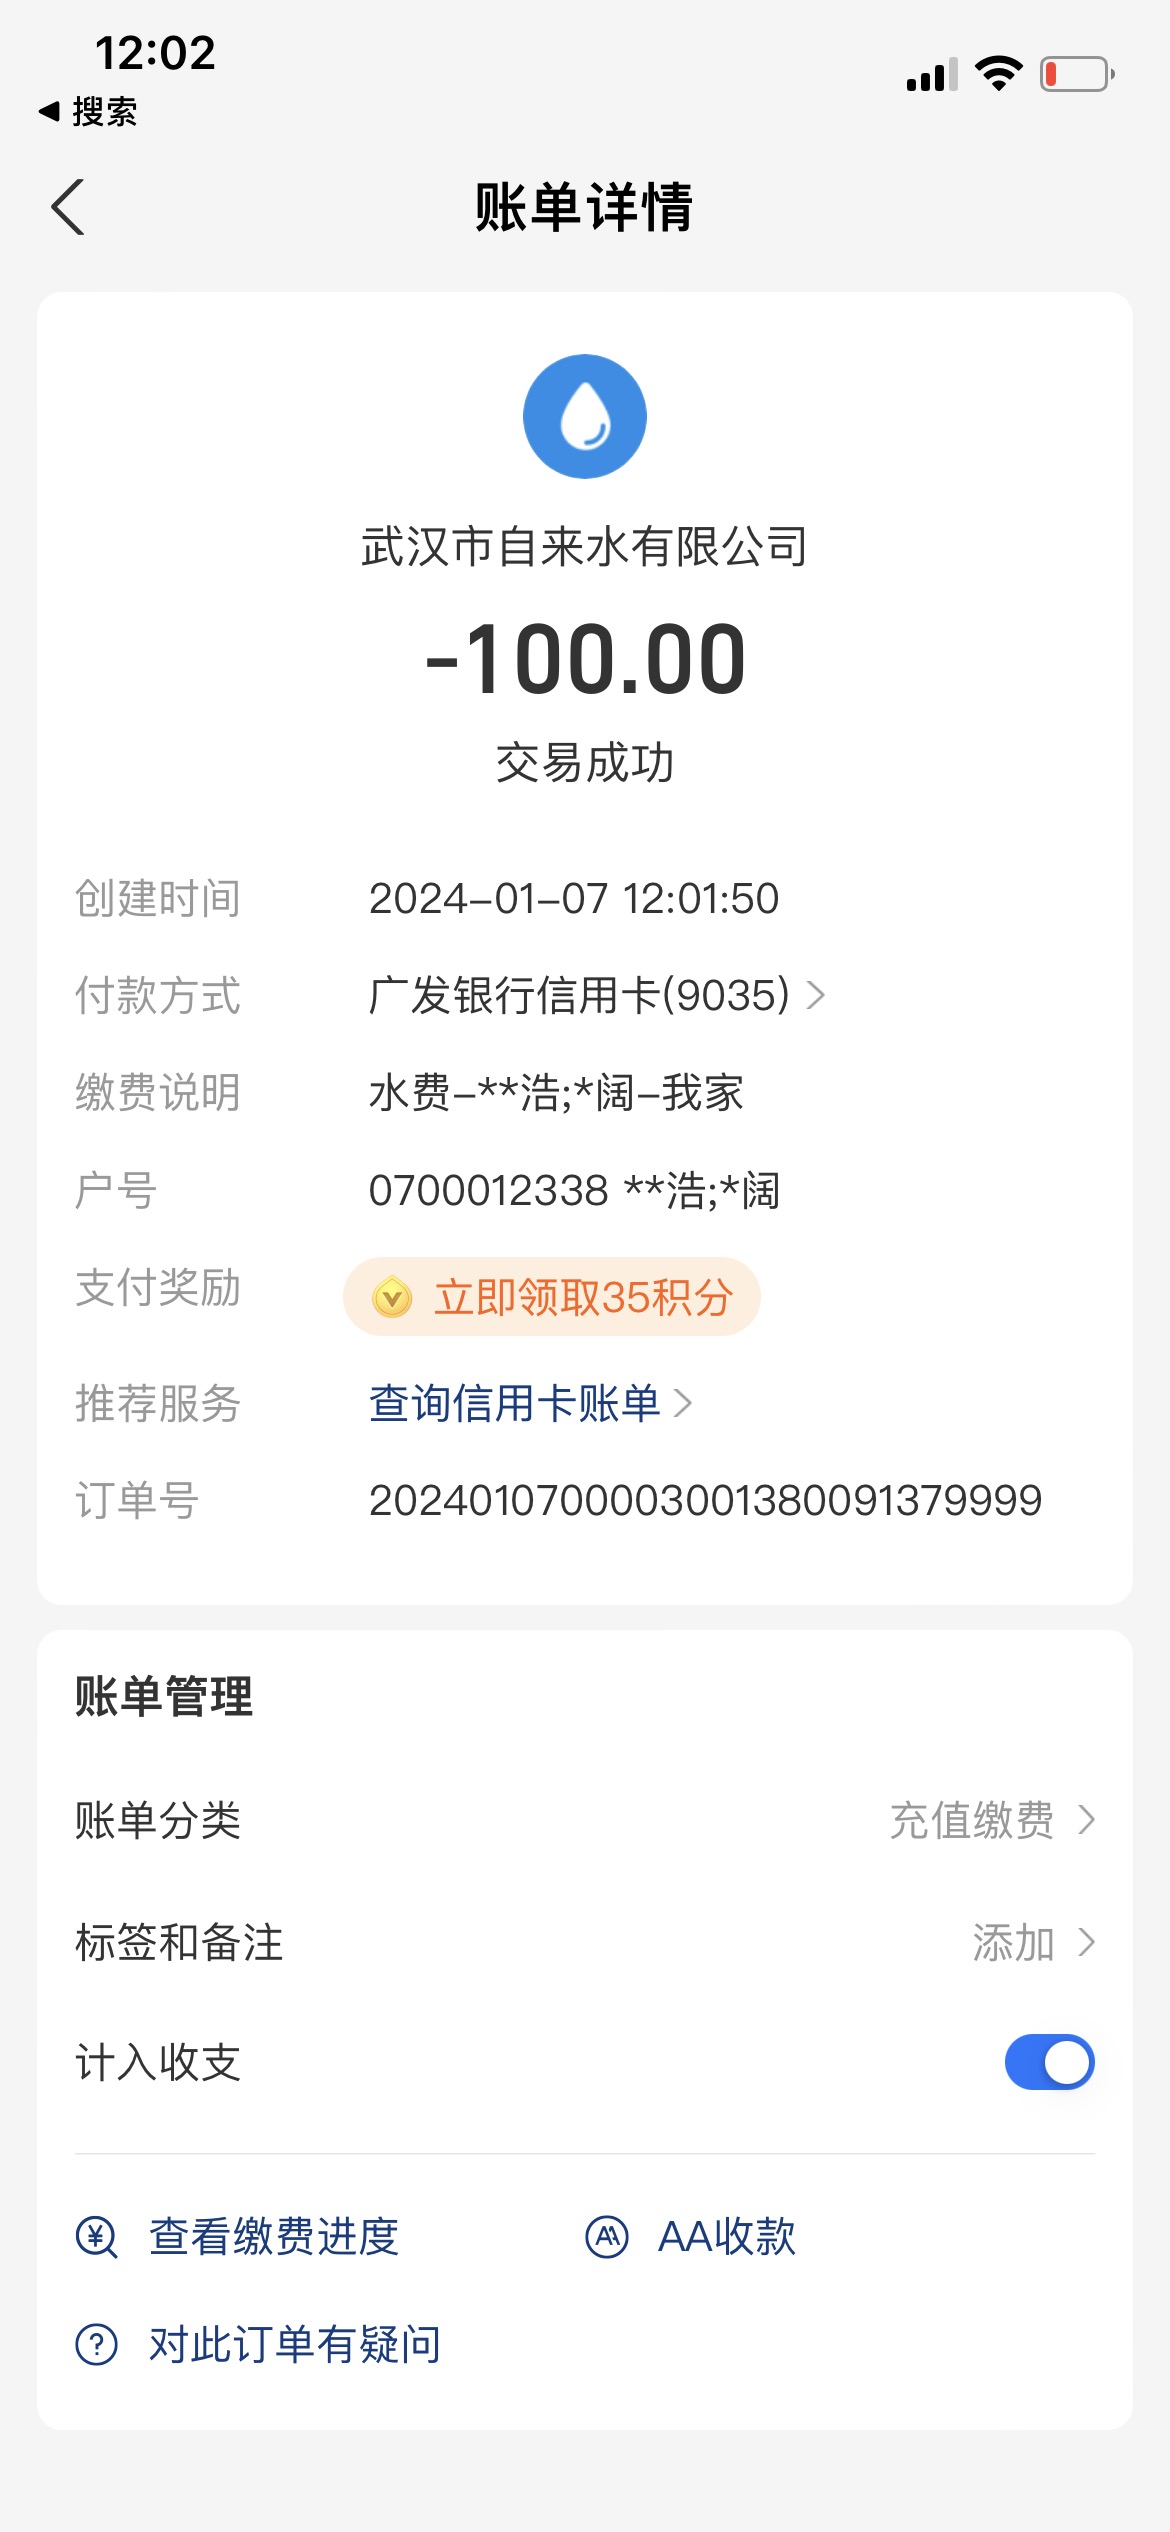 12:02
搜索
账单详情
武汉市自来水有限公司
-100.00
交易成功
创建时间 2024-01-07 12:01:50
付款方式 广发银行信用卡(9035)
缴费说明 水费-**浩;*阔-我家
户号 0700012338 **浩;*阔
支付奖励 立即领取35积分
推荐服务 查询信用卡账单
订单号 2024010700003001380091379999
账单管理
账单分类 充值缴费
标签和备注 添加
计入收支
查看缴费进度 AA收款
对此订单有疑问